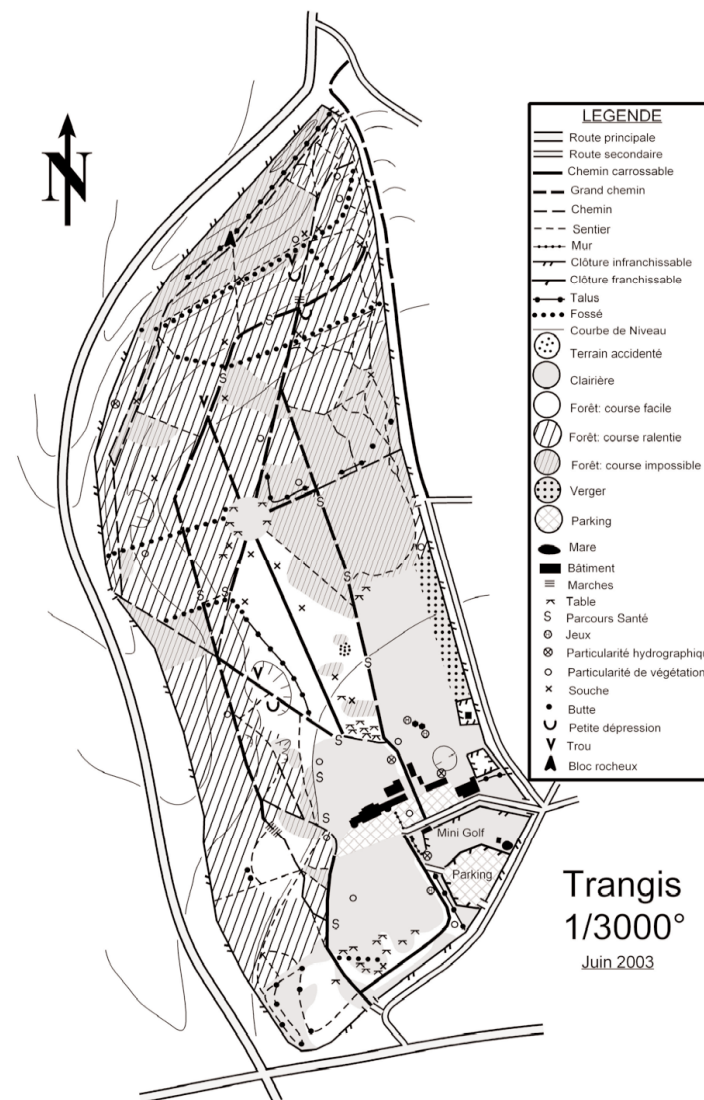 N
LEGENDE
Route principale
Route secondaire
Chemin carrossable
Grand chemin
Chemin
Sentier
Mur
Clôture infranchissable
Clôture franchissable
Talus
Fossé
Courbe de Niveau
Terrain accidenté
Clairière
Forêt: course facile
Forêt: course ralentie
Forêt: course impossible
Verger
Parking
Mare
Bâtiment
Marches
Table
Parcours Santé
Jeux
Particularité hydrographiqu
Particularité de végétation
Souche
Butte
Petite dépression
Trou
Bloc rocheux
Mini Golf
Parking
Trangis
1/3000°
Juin 2003